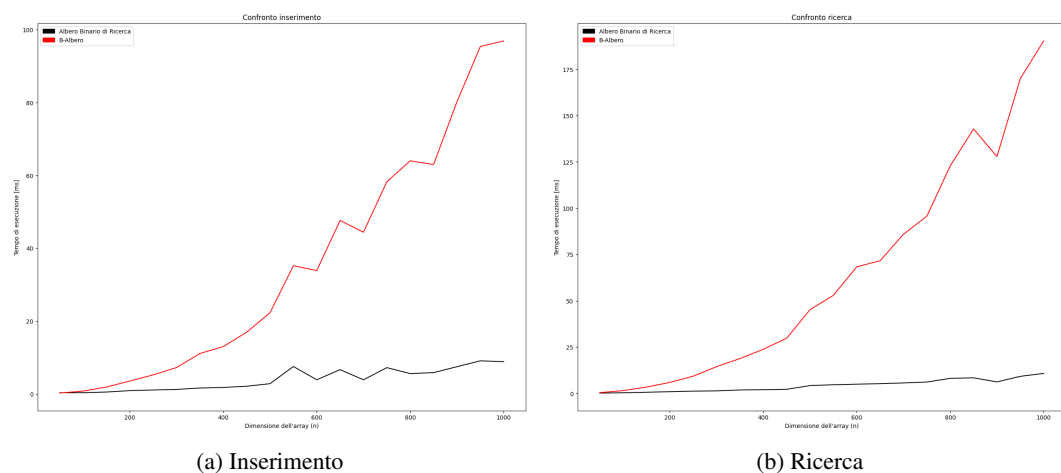 Confronto inserimento
Albero Binario di Ricerca
B-Albero
Tempo di esecuzione [ms]
100
80
60
40
20
0
200
400
600
800
1000
Dimensione dell'array (n)
(a) Inserimento
Confronto ricerca
Albero Binario di Ricerca
B-Albero
Tempo di esecuzione [ms]
175
150
125
100
75
50
25
0
200
400
600
800
1000
Dimensione dell'array (n)
(b) Ricerca